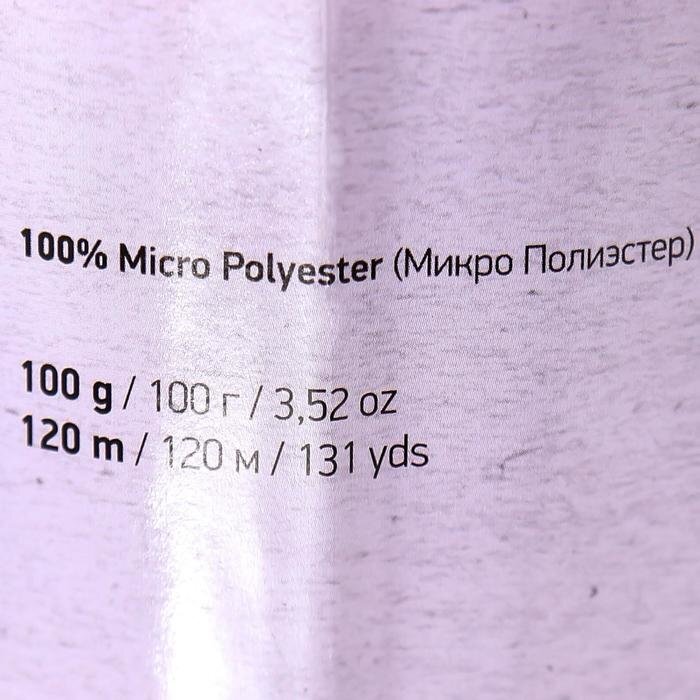 100% Micro Polyester (Микро Полиэстер)
100 g / 100 г / 3,52 oz
120 m / 120 м / 131 yds